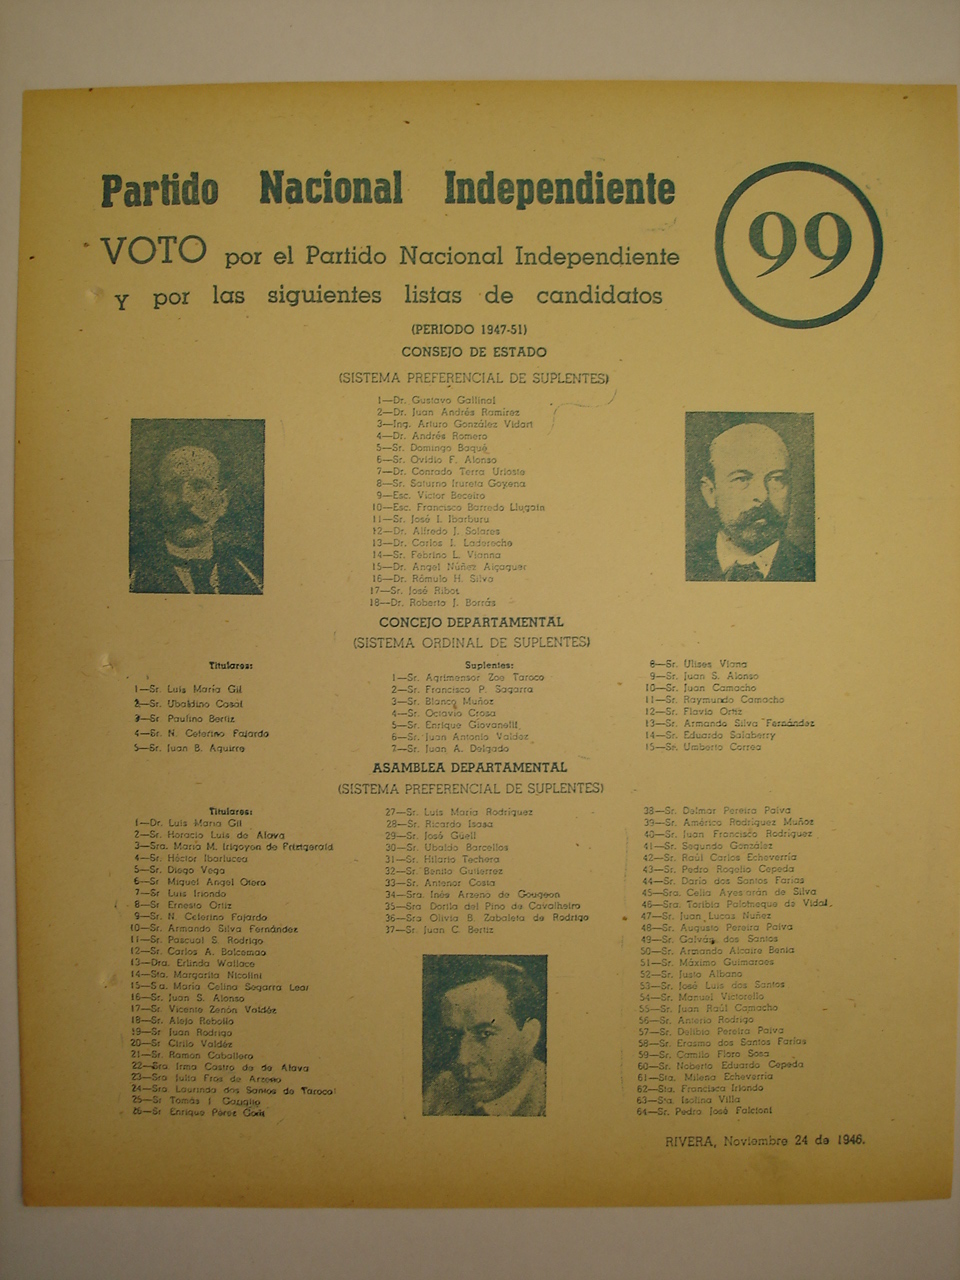 Partido Nacional Independiente
99
VOTO por el Partido Nacional Independiente
Y por las siguientes listas de candidatos
(PERIODO 1947-51)
CONSEJO DE ESTADO
(SISTEMA PREFERENCIAL DE SUPLENTES)
1—Dr. Gustavo Gallinal
2—Dr. Juan Andrés Ramírez
3—Ing. Arturo González Vidart
4—Dr. Andrés Romero
5—Sr. Domingo Baqué
6—Sr. Ovidio F. Alonso
7—Dr. Conrado Terra Urioste
8—Sr. Saturno Irureta Goyena
9—Esc. Víctor Beceiro
10—Esc. Francisco Barredo Llugain
11—Sr. José I. Ibarburu
12—Dr. Alfredo J. Solares
13—Dr. Carlos I. Ladereche
14—Sr. Febrino L. Vianna
15—Dr. Angel Núñez Aiçaguer
16—Dr. Rómulo H. Silva
17—Sr. José Ribot
18—Dr. Roberto J. Borrás
CONCEJO DEPARTAMENTAL
(SISTEMA ORDINAL DE SUPLENTES)
Titulares:
1—Sr. Luis María Gil
2—Sr. Ubaldino Casal
3—Sr Paulino Bertiz
4—Sr. N. Ceferino Fajardo
5—Sr. Juan B. Aguirre
Suplentes:
1—Sr. Agrimensor Zoe Taroco
2—Sr. Francisco P. Sagarra
3—Sr. Blanco Muñoz
4—Sr. Octavio Crosa
5—Sr. Enrique Giovanelli
6—Sr. Juan Antonio Valdez
7—Sr. Juan A. Delgado
8—Sr. Ulises Viana
9—Sr. Juan S. Alonso
10—Sr. Juan Camacho
11—Sr. Raymundo Camacho
12—Sr. Flavio Ortiz
13—Sr. Armando Silva Fernández
14—Sr. Eduardo Salaberry
15—Sr. Umberto Correa
ASAMBLEA DEPARTAMENTAL
(SISTEMA PREFERENCIAL DE SUPLENTES)
Titulares:
1—Dr. Luis María Gil
2—Sr. Horacio Luis de Alava
3—Sra. María M. Irigoyen de Fritzgerald
4—Sr. Héctor Ibarlucea
5—Sr. Diego Vega
6—Sr Miguel Angel Otero
7—Sr Luis Iriondo
8—Sr Ernesto Ortiz
9—Sr. N. Celerino Fajardo
10—Sr. Armando Silva Fernández
11—Sr. Pascual S. Rodrigo
12—Sr. Carlos A. Balcemao
13—Dra. Erlinda Wallace
14—Sta. Margarita Nicolini
15—S a. María Celina Segarra Leal
16—Sr. Juan S. Alonso
17—Sr. Vicente Zenón Valdéz
18—Sr. Alejo Rebollo
19—Sr Juan Rodrigo
20—Sr Cirilo Valdéz
21—Sr. Ramon Caballero
22—Sra Irma Castro de de Alava
23—Sra Julia Fros de Arzeno
24—Sra Laurinda dos Santos de Taroco
25—Sr Tomás I
26—Sr Enrique Pérez
27—Sr. Luis María Rodríguez
28—Sr. Ricardo Isasa
29—Sr. José Güell
30—Sr. Ubaldo Barcellos
31—Sr. Hilario Techera
32—Sr. Benito Gutiérrez
33—Sr. Antenor Costa
34—Sra. Inés Arzeno de Gougeon
35—Sra Dorila del Pino de Cavalheiro
36—Sra Olivia B. Zabaleta de Rodrigo
37—Sr. Juan C. Bertiz
38—Sr. Delmar Pereira Paiva
39—Sr. Américo Rodríguez Muñoz
40—Sr. Juan Francisco Rodríguez
41—Sr. Segundo González
42—Sr. Raúl Carlos Echeverría
43—Sr. Pedro Rogelio Cepeda
44—Sr. Darío dos Santos Farias
45—Sra. Celia Ayesarán de Silva
46—Sra. Toribia Palomeque de Vidal.
47—Sr. Juan Lucas Nuñez
48—Sr. Augusto Pereira Paiva
49—Sr. Galván dos Santos
50—Sr. Armando Alcaire Benia
51—Sr. Máximo Guimaraes
52—Sr. Justo Albano
53—Sr. José Luis dos Santos
54—Sr. Manuel Victorello
55—Sr. Juan Raúl Camacho
56—Sr. Anterio Rodrigo
57—Sr. Delibio Pereira Paiva
58—Sr. Erasmo dos Santos Farias
59—Sr. Camilo Floro Sosa
60—Sr. Noberto Eduardo Cepeda
61—Sta. Milena Echeverría
62—Sta. Francisca Iriondo
63—Sta. Isolina Villa
64—Sr. Pedro José Falcioni
RIVERA, Noviembre 24 de 1946.